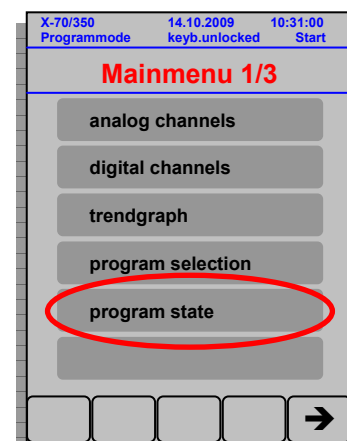 X-70/350 14.10.2009 10:31:00
Programmode keyb.unlocked Start
Mainmenu 1/3
analog channels
digital channels
trendgraph
program selection
program state